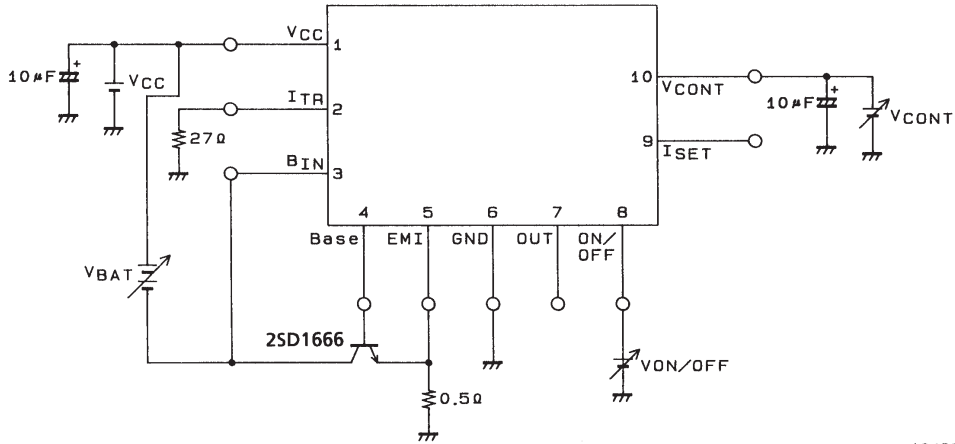 VCC
1
10μF
+
VCC
ITR
2
27Ω
BIN
3
10
VCONT
10μF
+
VCONT
9
ISET
4
5
6
7
8
Base
EMI
GND
OUT
ON/
OFF
VBAT
2SD1666
0.5Ω
VON/OFF